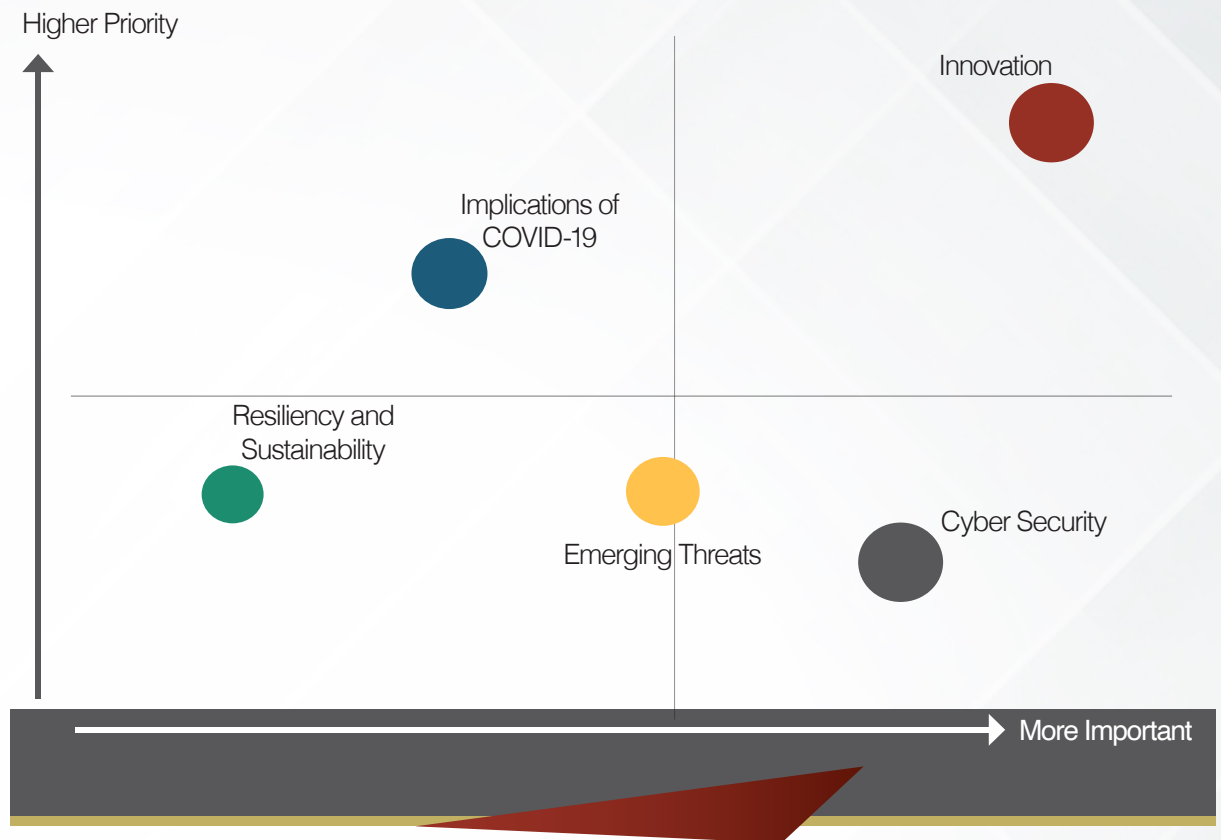 Higher Priority
Innovation
Implications of
COVID-19
Resiliency and
Sustainability
Emerging Threats
Cyber Security
More Important